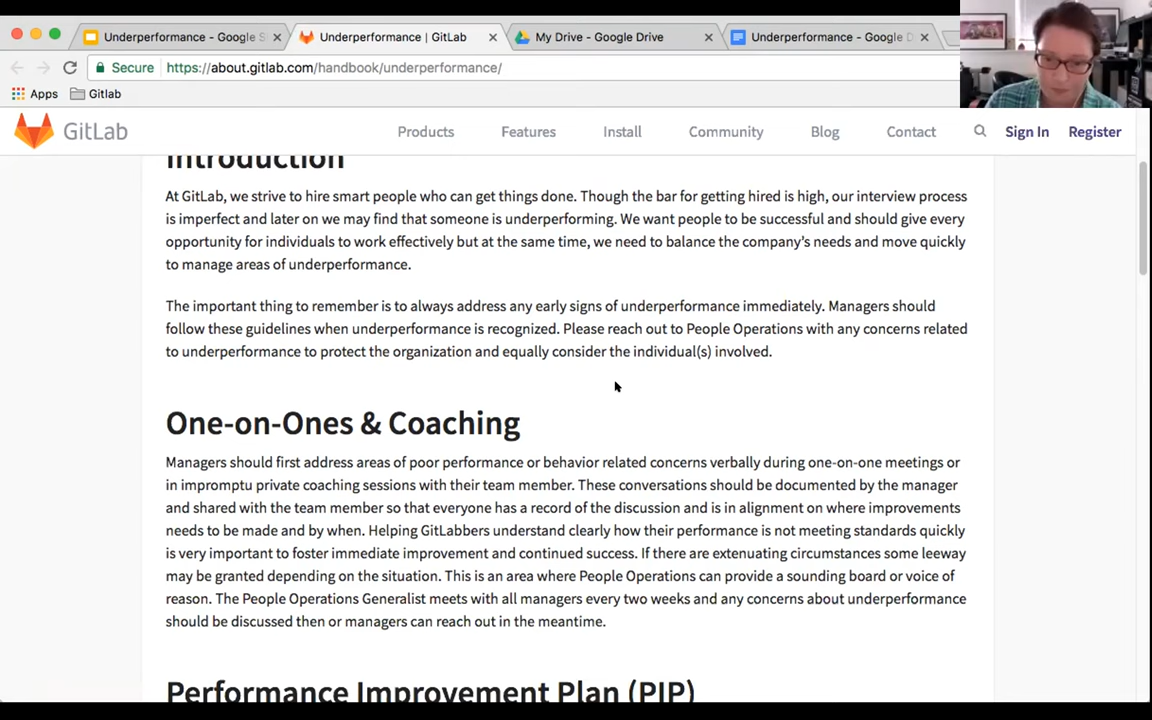 Underperformance - Google S
Underperformance | GitLab
My Drive - Google Drive
Underperformance - Google D
Secure https://about.gitlab.com/handbook/underperformance/
Apps Gitlab
GitLab Products Features Install Community Blog Contact Sign In Register
Introduction
At GitLab, we strive to hire smart people who can get things done. Though the bar for getting hired is high, our interview process
is imperfect and later on we may find that someone is underperforming. We want people to be successful and should give every
opportunity for individuals to work effectively but at the same time, we need to balance the company's needs and move quickly
to manage areas of underperformance.
The important thing to remember is to always address any early signs of underperformance immediately. Managers should
follow these guidelines when underperformance is recognized. Please reach out to People Operations with any concerns related
to underperformance to protect the organization and equally consider the individual(s) involved.
One-on-Ones & Coaching
Managers should first address areas of poor performance or behavior related concerns verbally during one-on-one meetings or
in impromptu private coaching sessions with their team member. These conversations should be documented by the manager
and shared with the team member so that everyone has a record of the discussion and is in alignment on where improvements
needs to be made and by when. Helping GitLabbers understand clearly how their performance is not meeting standards quickly
is very important to foster immediate improvement and continued success. If there are extenuating circumstances some leeway
may be granted depending on the situation. This is an area where People Operations can provide a sounding board or voice of
reason. The People Operations Generalist meets with all managers every two weeks and any concerns about underperformance
should be discussed then or managers can reach out in the meantime.
Performance Improvement Plan (PIP)